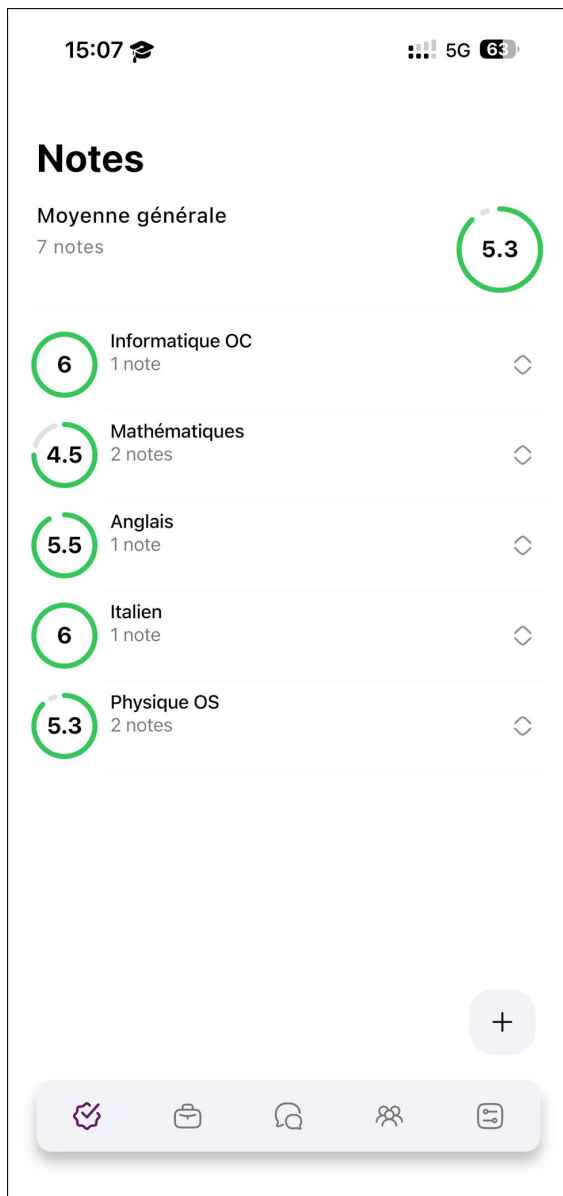 15:07
5G 63
Notes
Moyenne générale
7 notes
5.3
6
Informatique OC
1 note
4.5
Mathématiques
2 notes
5.5
Anglais
1 note
6
Italien
1 note
5.3
Physique OS
2 notes
+